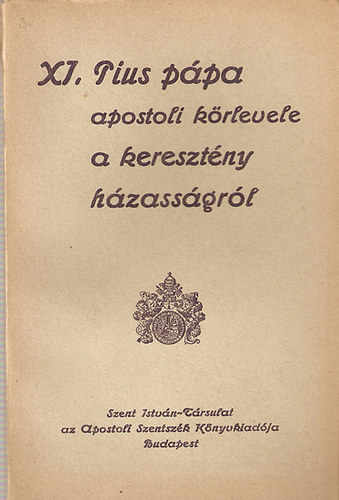 XI. Pius pápa
apostoli körlevele
a keresztény
házasságról
Szent István-Társulat
az Apostoli Szentszék Könyvkiadója
Budapest